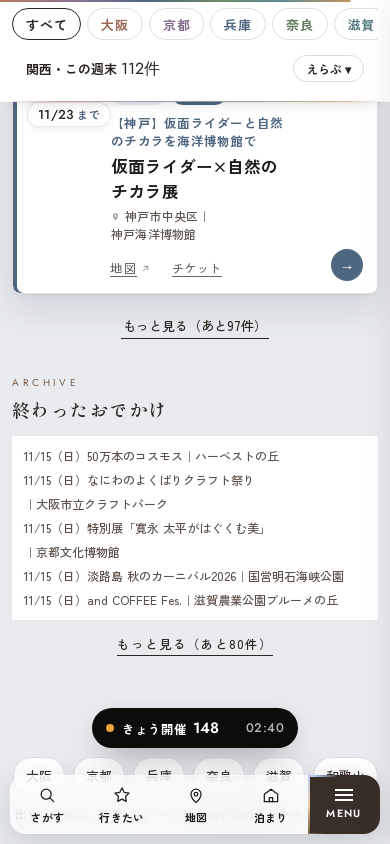 すべて 大阪 京都 兵庫 奈良 滋賀
関西・この週末 112件 えらぶ ▾
11/23 まで
【神戸】仮面ライダーと自然
のチカラを海洋博物館で
仮面ライダー×自然の
チカラ展
神戸市中央区｜
神戸海洋博物館
地図 ↗ チケット →
もっと見る（あと97件）
ARCHIVE
終わったおでかけ
11/15（日）50万本のコスモス｜ハーベストの丘
11/15（日）なにわのよくばりクラフト祭り
｜大阪市立クラフトパーク
11/15（日）特別展「寛永 太平がはぐくむ美」
｜京都文化博物館
11/15（日）淡路島 秋のカーニバル2026｜国営明石海峡公園
11/15（日）and COFFEE Fes.｜滋賀農業公園ブルーメの丘
もっと見る（あと80件）
きょう開催 148 02:40
大阪 京都 兵庫 奈良 滋賀 和歌山
さがす 行きたい 地図 泊まり MENU